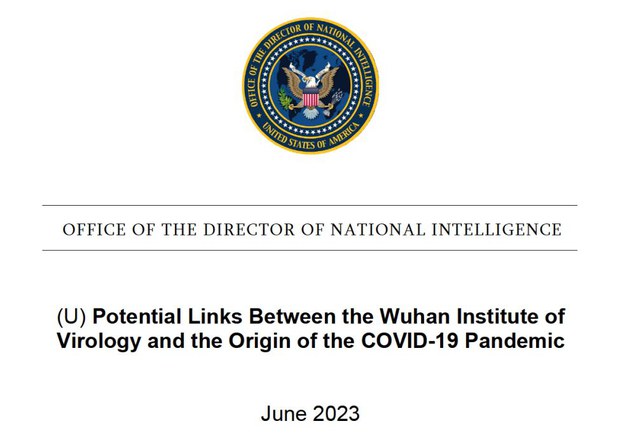 OFFICE OF THE DIRECTOR OF NATIONAL INTELLIGENCE
UNITED STATES OF AMERICA
OFFICE OF THE DIRECTOR OF NATIONAL INTELLIGENCE
(U) Potential Links Between the Wuhan Institute of
Virology and the Origin of the COVID-19 Pandemic
June 2023